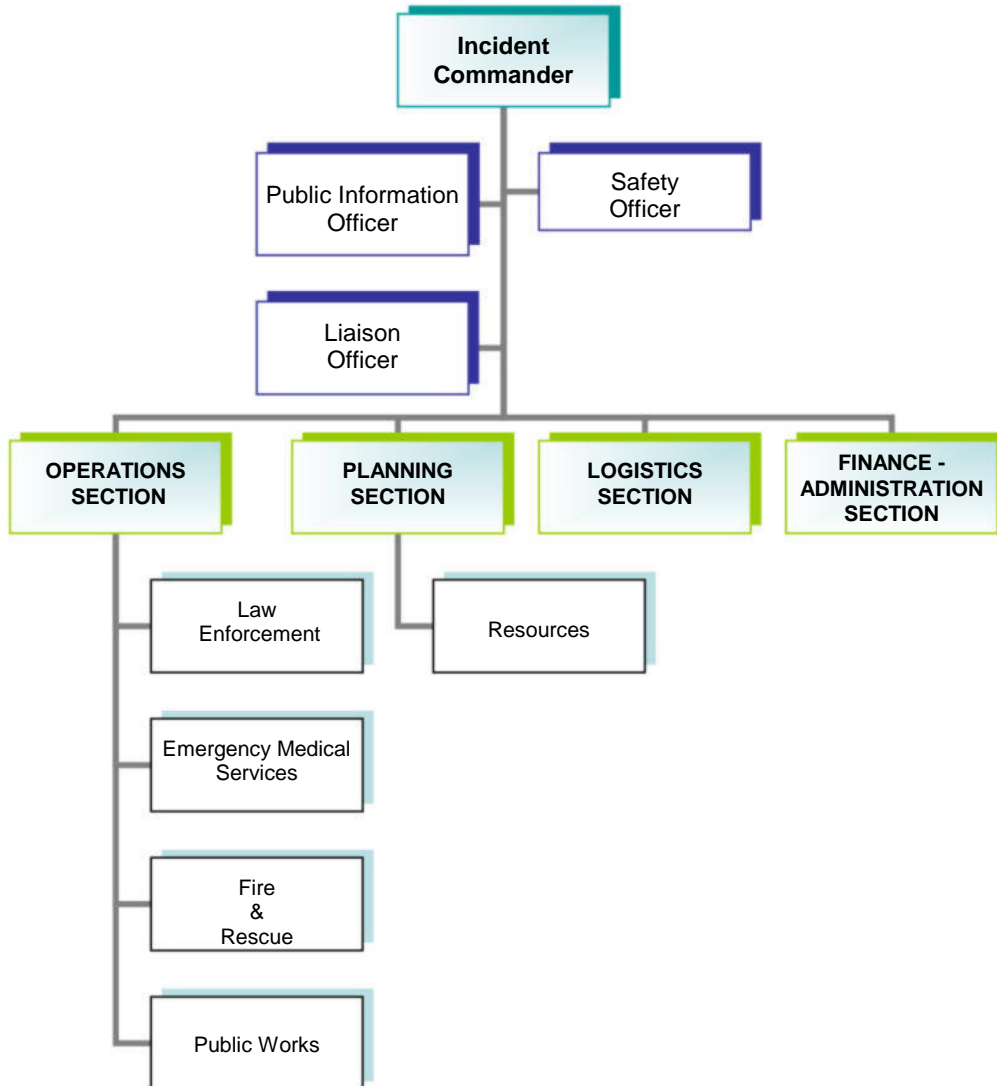 Incident
Commander
Public Information
Officer
Safety
Officer
Liaison
Officer
OPERATIONS
SECTION
PLANNING
SECTION
LOGISTICS
SECTION
FINANCE -
ADMINISTRATION
SECTION
Law
Enforcement
Resources
Emergency Medical
Services
Fire
&
Rescue
Public Works